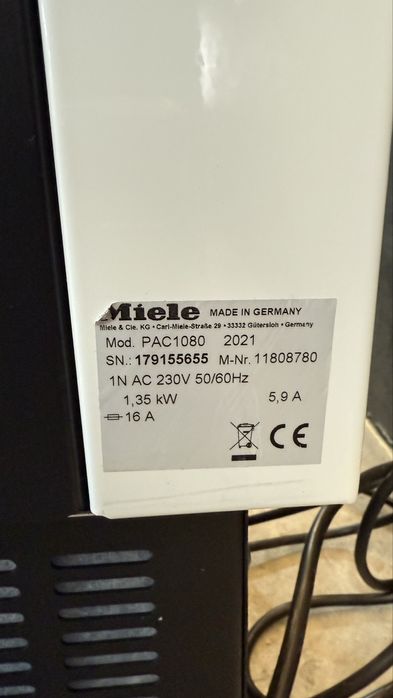 Miele MADE IN GERMANY
Miele & Cie. KG • Carl-Miele-Straße 29 • 33332 Gütersloh • Germany
Mod. PAC1080 2021
SN.: 179155655 M-Nr. 11808780
1N AC 230V 50/60Hz
1,35 kW 5,9 A
16 A
CE